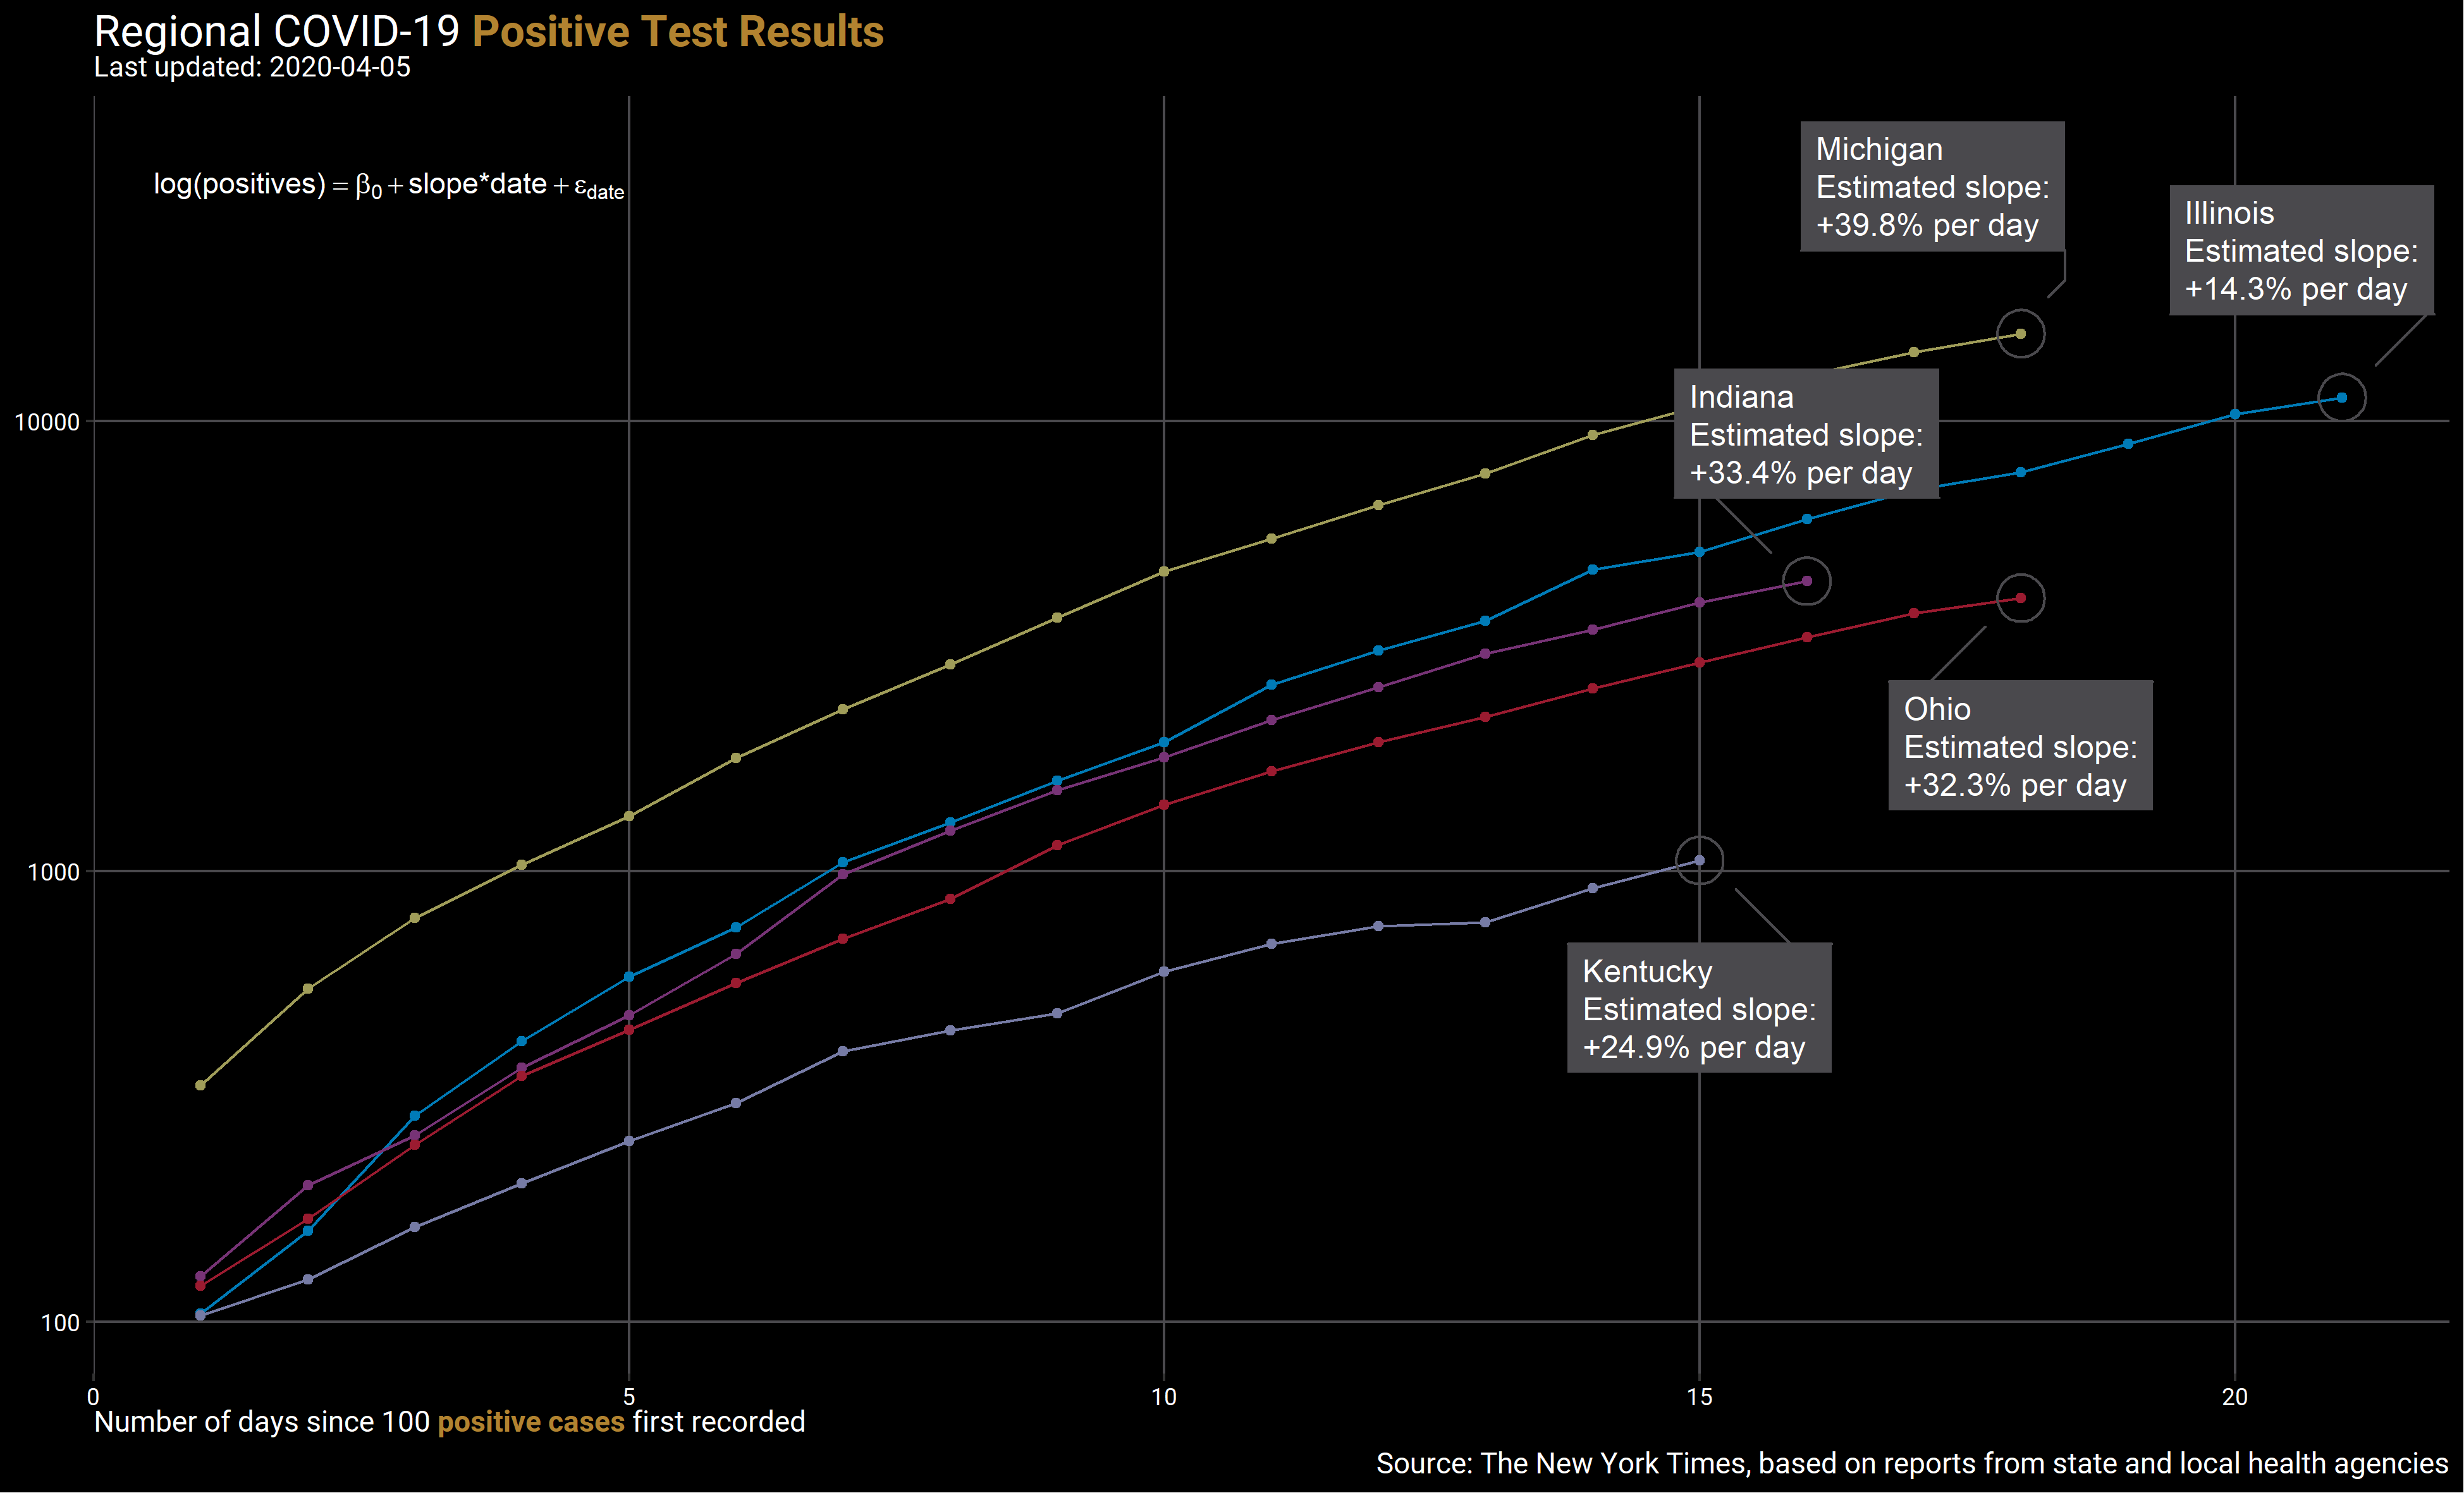 Regional COVID-19 Positive Test Results
Last updated: 2020-04-05
log(positives) = β0 + slope*date + εdate
Michigan
Estimated slope:
+39.8% per day
Illinois
Estimated slope:
+14.3% per day
Indiana
Estimated slope:
+33.4% per day
Ohio
Estimated slope:
+32.3% per day
Kentucky
Estimated slope:
+24.9% per day
10000
1000
100
0 5 10 15 20
Number of days since 100 positive cases first recorded
Source: The New York Times, based on reports from state and local health agencies